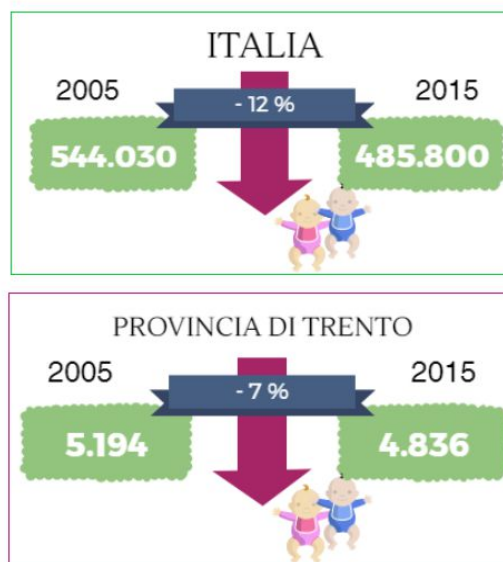 ITALIA
2005
2015
- 12 %
544.030
485.800
PROVINCIA DI TRENTO
2005
2015
- 7 %
5.194
4.836